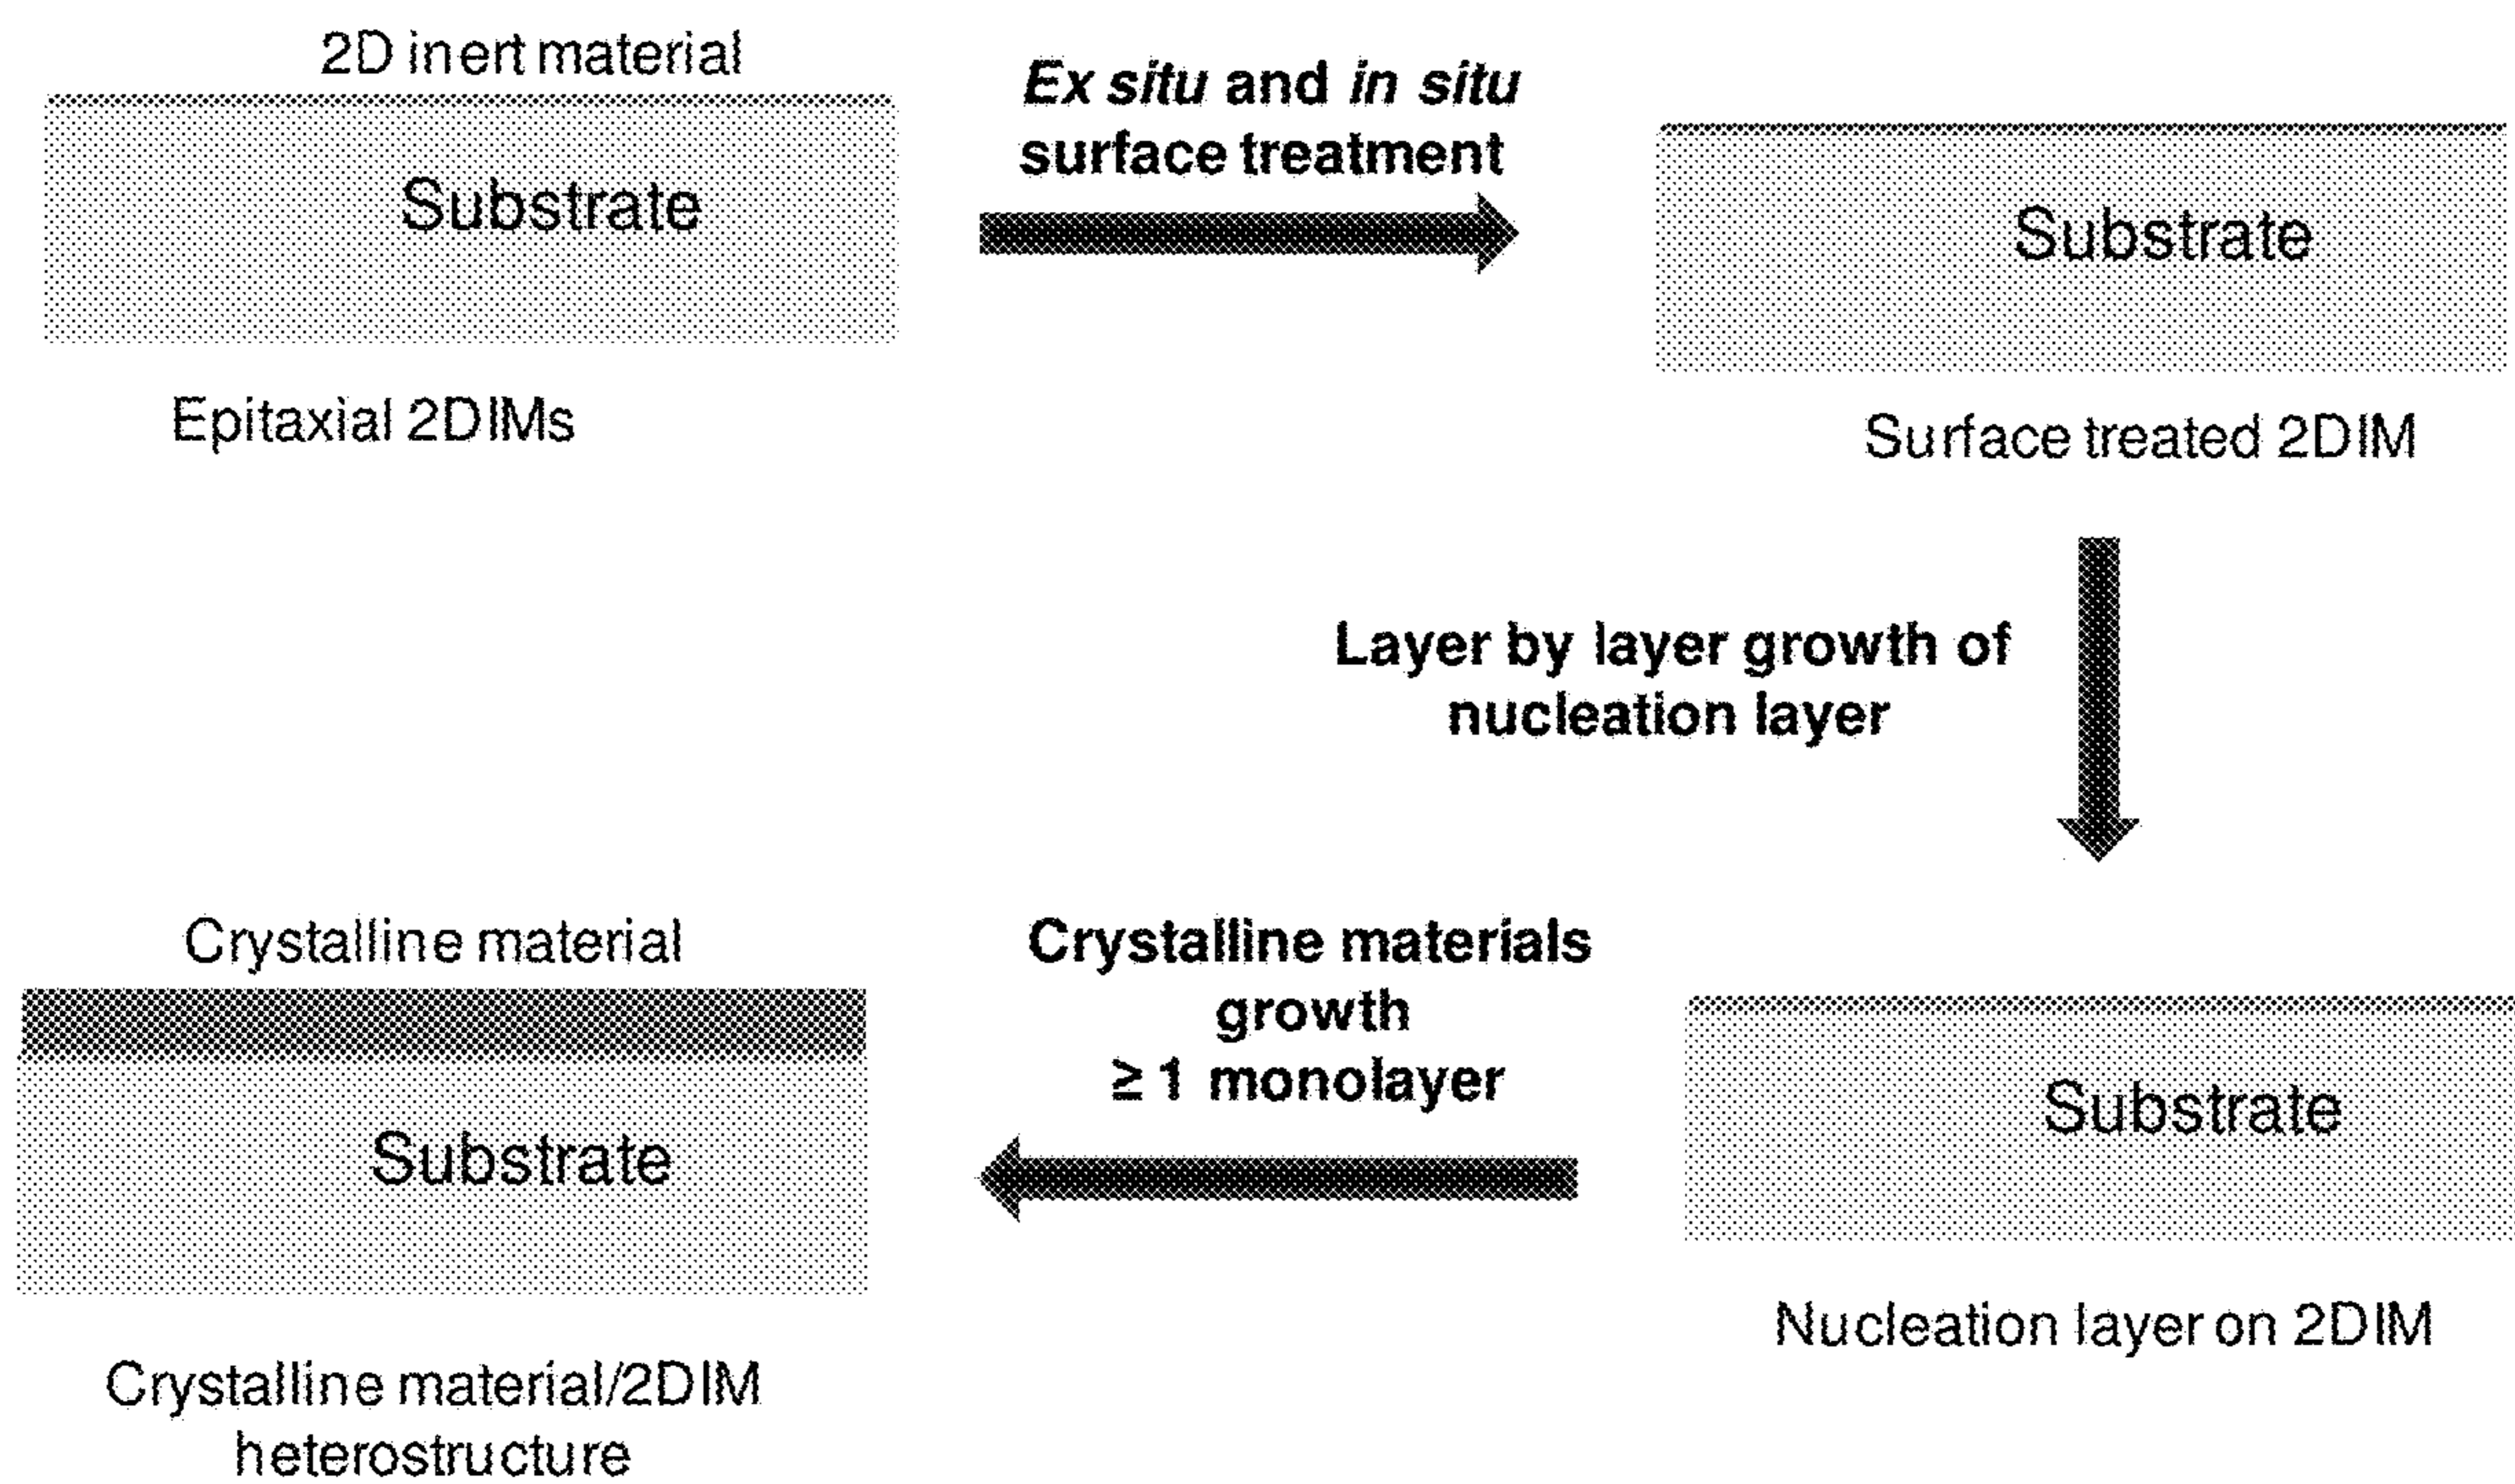 2D inert material
Substrate
Epitaxial 2DIMs
Ex situ and in situ
surface treatment
Substrate
Surface treated 2DIM
Layer by layer growth of
nucleation layer
Crystalline material
Substrate
Crystalline material/2DIM
heterostructure
Crystalline materials
growth
≥ 1 monolayer
Substrate
Nucleation layer on 2DIM